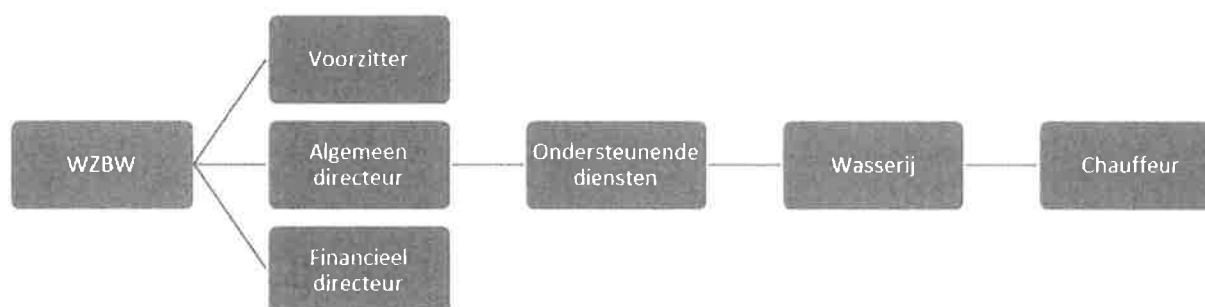 Voorzitter
WZBW
Algemeen
directeur
Ondersteunende
diensten
Wasserij
Chauffeur
Financieel
directeur